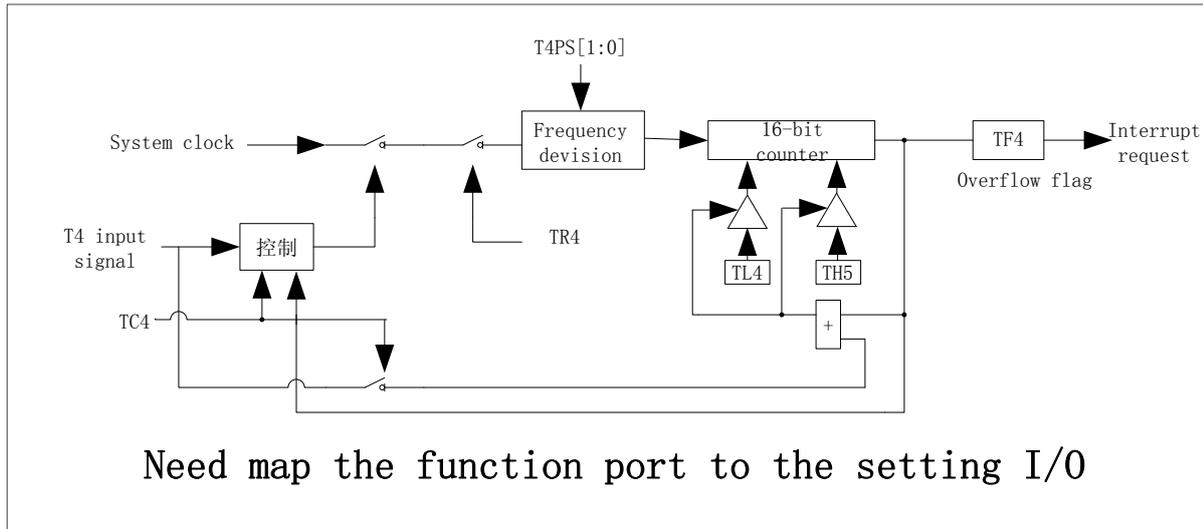 T4PS[1:0]
System clock
Frequency
devision
16-bit
counter
TF4
Interrupt
request
Overflow flag
T4 input
signal
控制
TR4
TL4
TH5
TC4
+
Need map the function port to the setting I/O